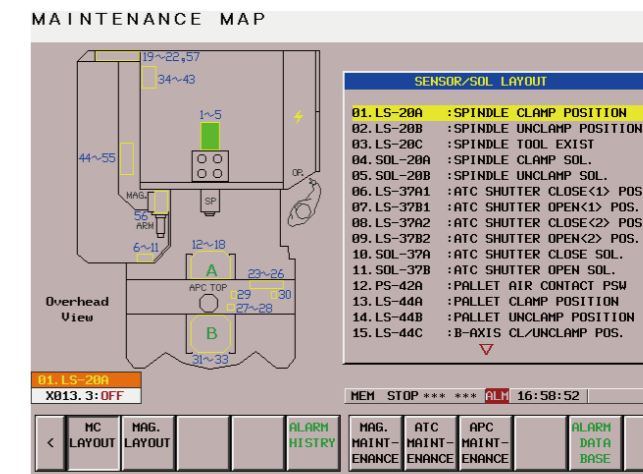 MAINTENANCE MAP
19~22,57
34~43
1~5
44~55
OP.
MAG.
SP
56
ARM
6~11
12~18
A
23~26
APC TOP
29
30
27~28
B
31~33
Overhead
View
SENSOR/SOL LAYOUT
01.LS-20A :SPINDLE CLAMP POSITION
02.LS-20B :SPINDLE UNCLAMP POSITION
03.LS-20C :SPINDLE TOOL EXIST
04.SOL-20A :SPINDLE CLAMP SOL.
05.SOL-20B :SPINDLE UNCLAMP SOL.
06.LS-37A1 :ATC SHUTTER CLOSE<1> POS
07.LS-37B1 :ATC SHUTTER OPEN<1> POS.
08.LS-37A2 :ATC SHUTTER CLOSE<2> POS
09.LS-37B2 :ATC SHUTTER OPEN<2> POS.
10.SOL-37A :ATC SHUTTER CLOSE SOL.
11.SOL-37B :ATC SHUTTER OPEN SOL.
12.PS-42A :PALLET AIR CONTACT PSW
13.LS-44A :PALLET CLAMP POSITION
14.LS-44B :PALLET UNCLAMP POSITION
15.LS-44C :B-AXIS CL/UNCLAMP POS.
01.LS-20A
X013.3:OFF
MEM STOP *** *** ALM 16:58:52
< MC LAYOUT
MAG. LAYOUT
ALARM HISTRY
MAG. MAINT-ENANCE
ATC MAINT-ENANCE
APC MAINT-ENANCE
ALARM DATA BASE